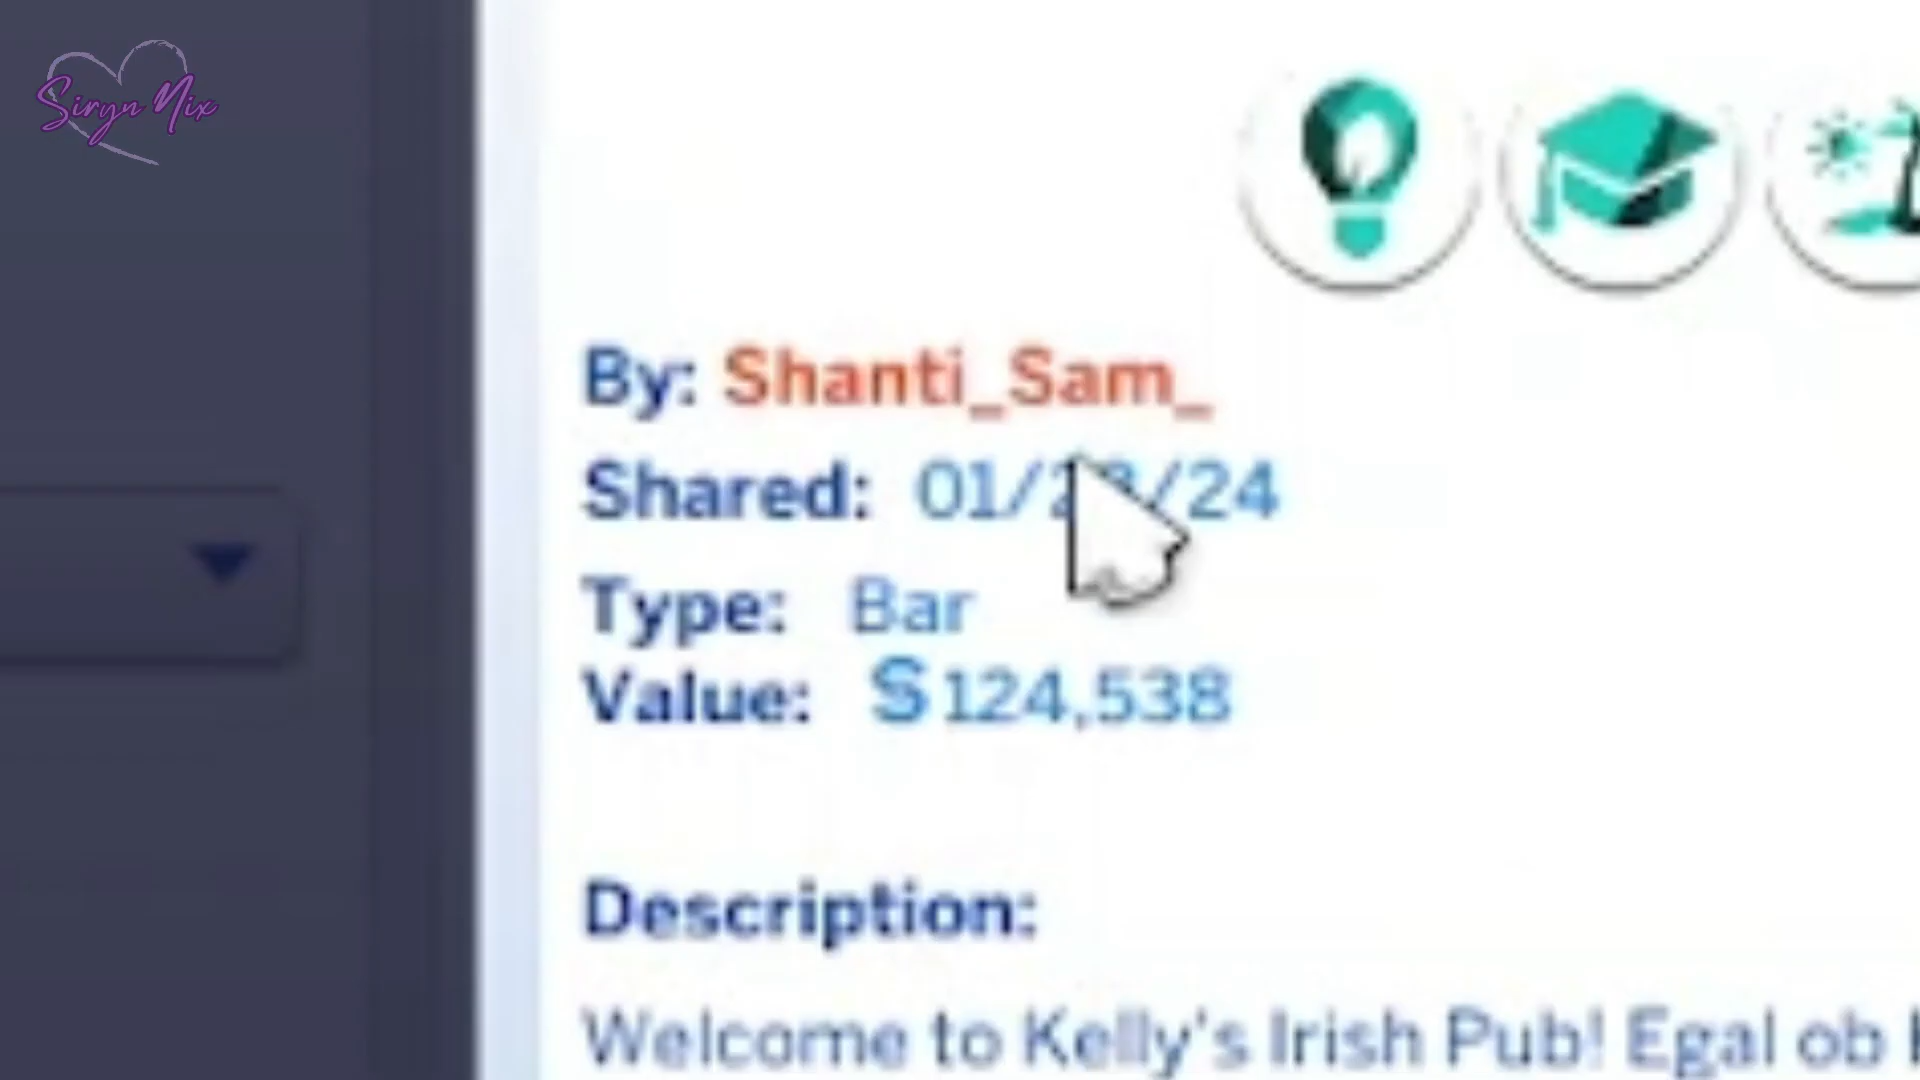 Siryn Nix
By: Shanti_Sam_
Shared:
Type: Bar
Value: §124,538
Description:
Welcome to Kelly's Irish Pub! Egal ob